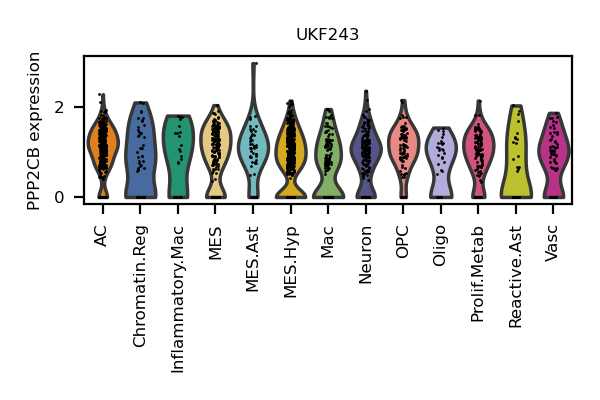 UKF243
PPP2CB expression
2
0
AC
Chromatin.Reg
Inflammatory.Mac
MES
MES.Ast
MES.Hyp
Mac
Neuron
OPC
Oligo
Prolif.Metab
Reactive.Ast
Vasc